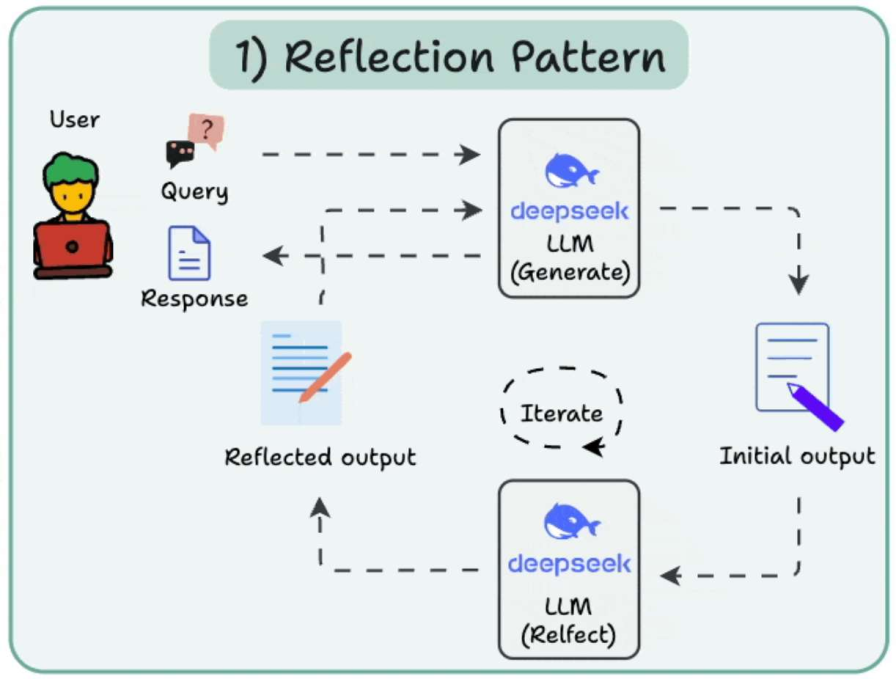 1) Reflection Pattern
User
?
Query
Response
deepseek
LLM
(Generate)
Reflected output
Iterate
Initial output
deepseek
LLM
(Relfect)